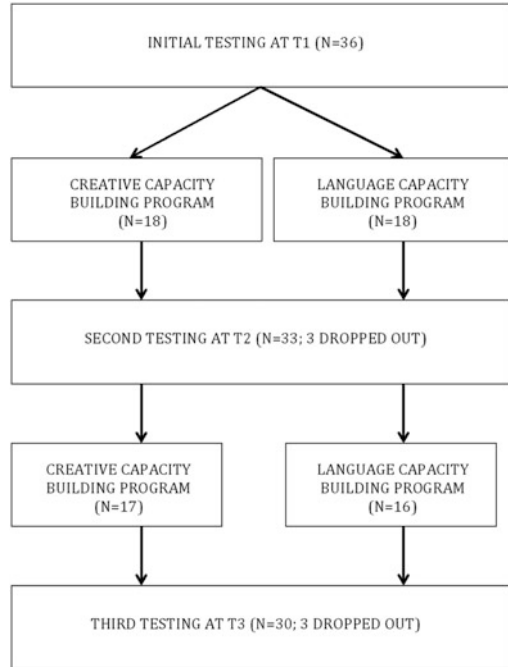 INITIAL TESTING AT T1 (N=36)
CREATIVE CAPACITY
BUILDING PROGRAM
(N=18)
LANGUAGE CAPACITY
BUILDING PROGRAM
(N=18)
SECOND TESTING AT T2 (N=33; 3 DROPPED OUT)
CREATIVE CAPACITY
BUILDING PROGRAM
(N=17)
LANGUAGE CAPACITY
BUILDING PROGRAM
(N=16)
THIRD TESTING AT T3 (N=30; 3 DROPPED OUT)